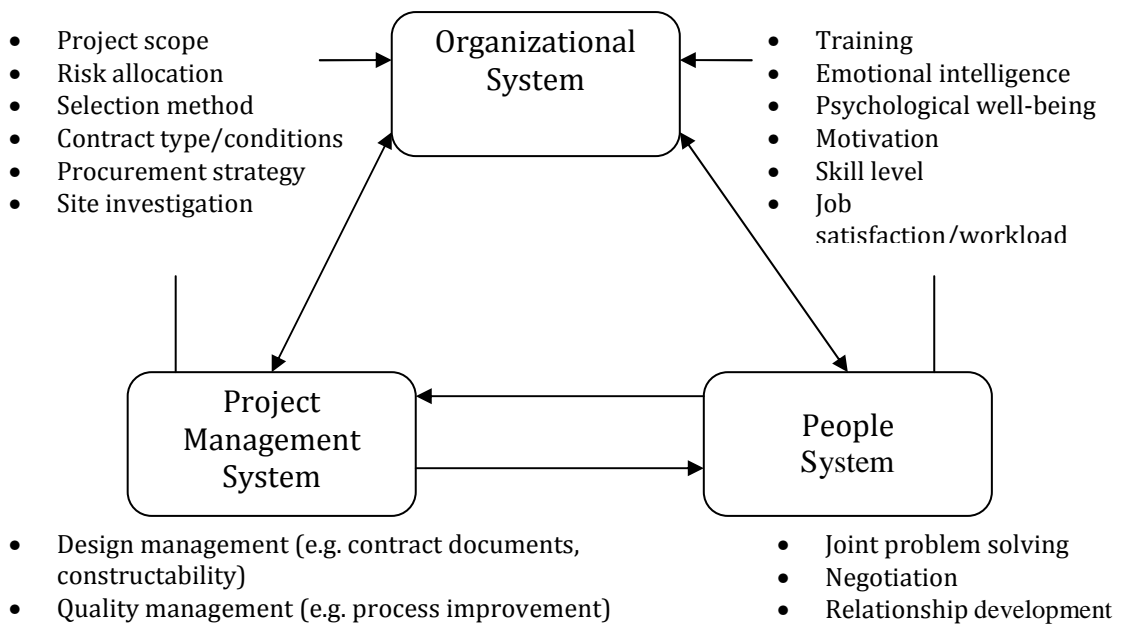 • Project scope
• Risk allocation
• Selection method
• Contract type/conditions
• Procurement strategy
• Site investigation
Organizational
System
• Training
• Emotional intelligence
• Psychological well-being
• Motivation
• Skill level
• Job
satisfaction/workload
Project
Management
System
People
System
• Design management (e.g. contract documents,
constructability)
• Quality management (e.g. process improvement)
• Joint problem solving
• Negotiation
• Relationship development